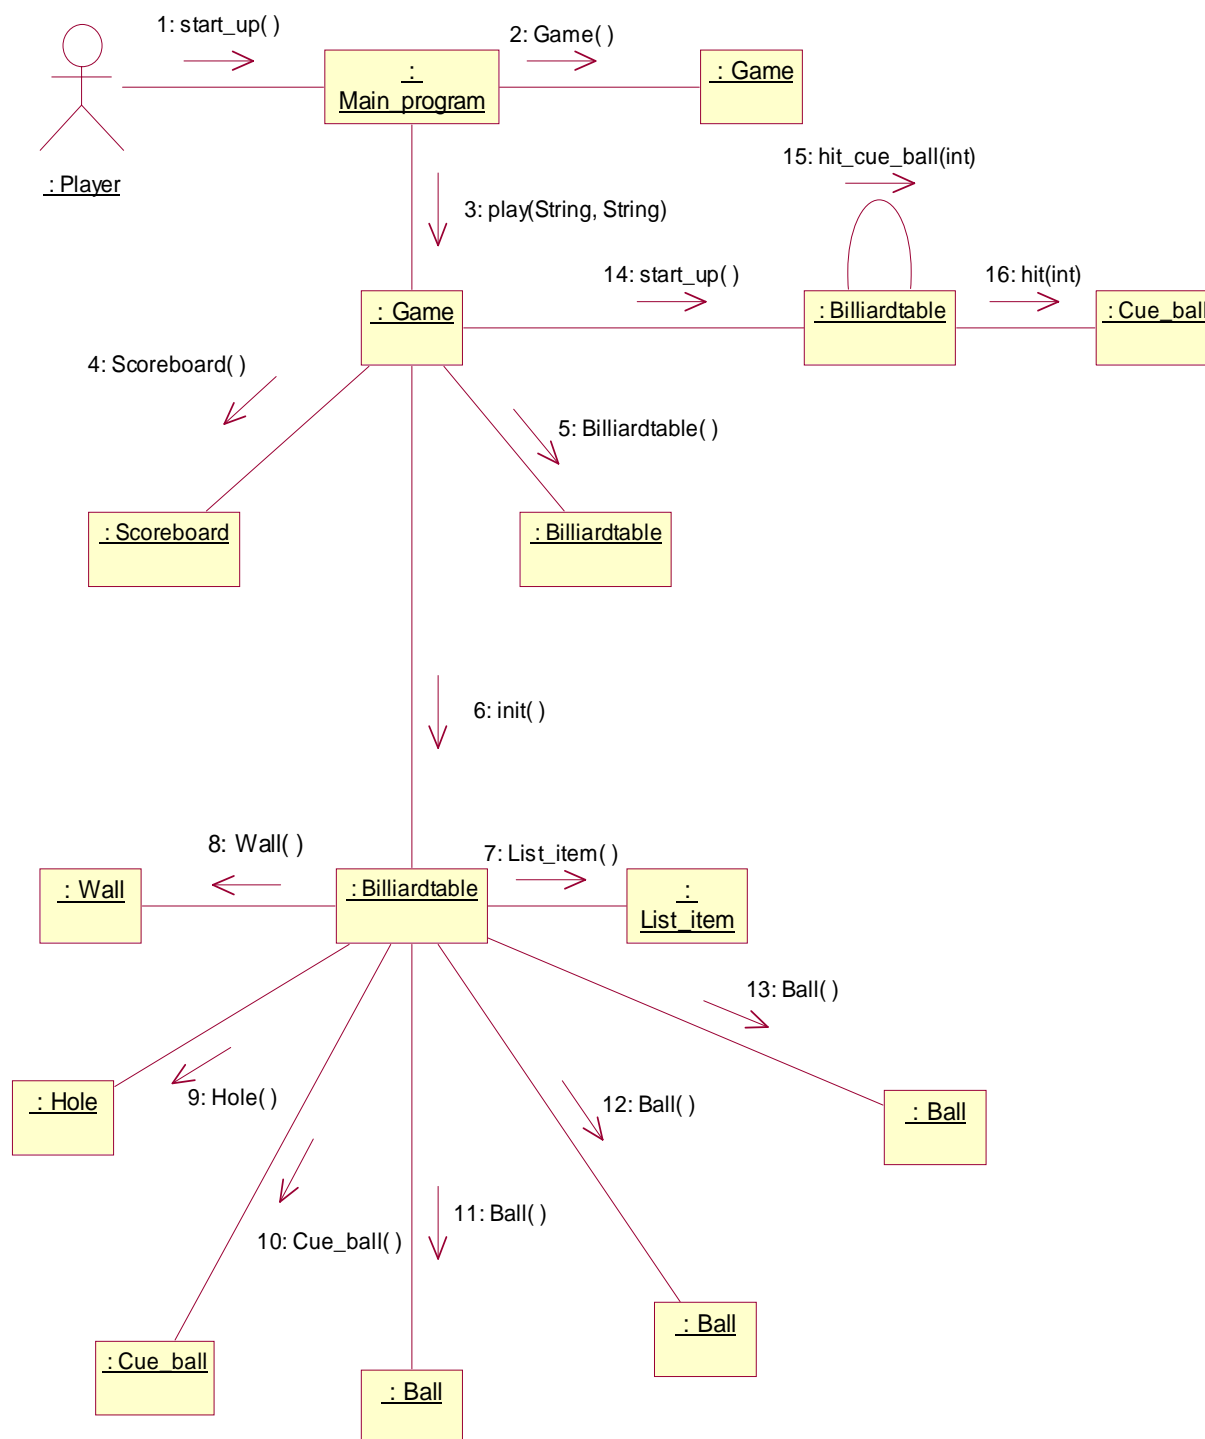 1: start_up( )
2: Game( )
:
Main_program
: Game
: Player
15: hit_cue_ball(int)
3: play(String, String)
14: start_up( )
16: hit(int)
: Game
: Billiardtable
: Cue_ball
4: Scoreboard( )
5: Billiardtable( )
: Scoreboard
: Billiardtable
6: init( )
8: Wall( )
7: List_item( )
: Wall
: Billiardtable
:
List_item
13: Ball( )
9: Hole( )
12: Ball( )
: Hole
: Ball
10: Cue_ball( )
11: Ball( )
: Ball
: Cue_ball
: Ball